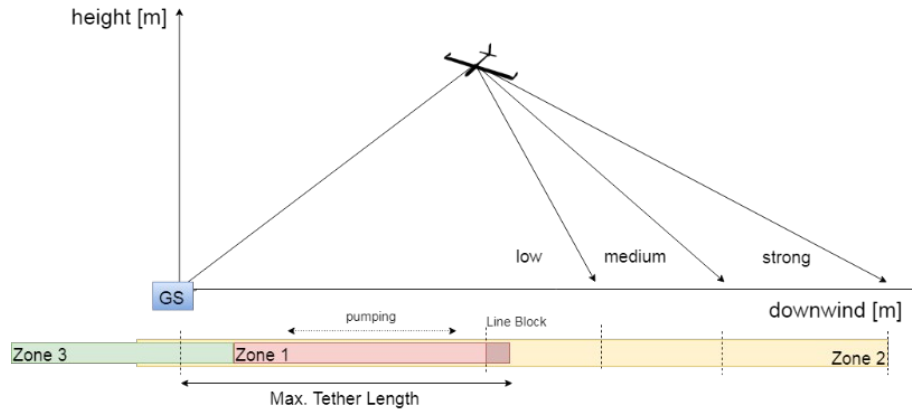 height [m]
low
medium
strong
GS
downwind [m]
pumping
Line Block
Zone 3
Zone 1
Zone 2
Max. Tether Length